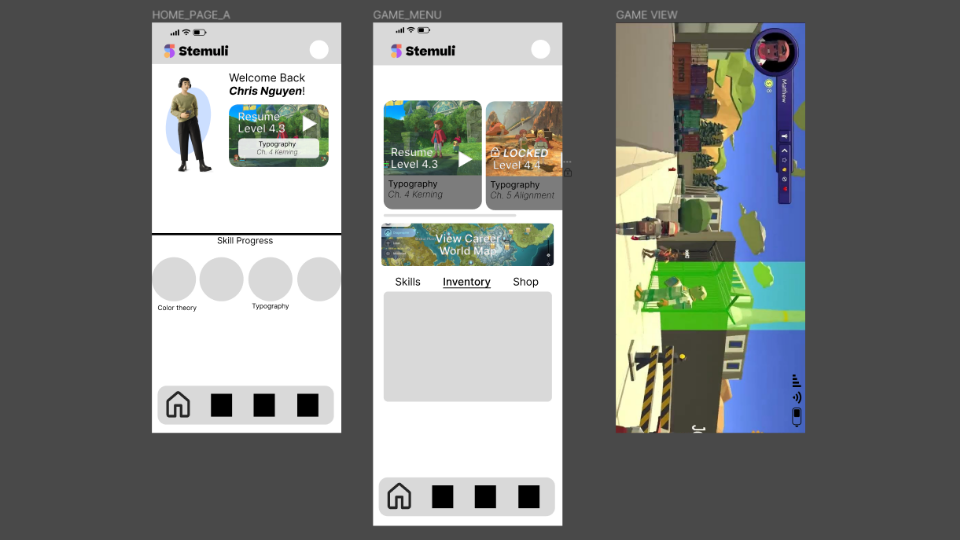 HOME_PAGE_A
Stemuli
Welcome Back
Chris Nguyen!
Resume
Level 4.3
Typography
Ch. 4 Kerning
Skill Progress
Color theory
Typography
GAME_MENU
Stemuli
Resume
Level 4.3
Typography
Ch. 4 Kerning
LOCKED
Level 4.4
Typography
Ch. 5 Alignment
View Career
World Map
Skills
Inventory
Shop
GAME VIEW
Mathew